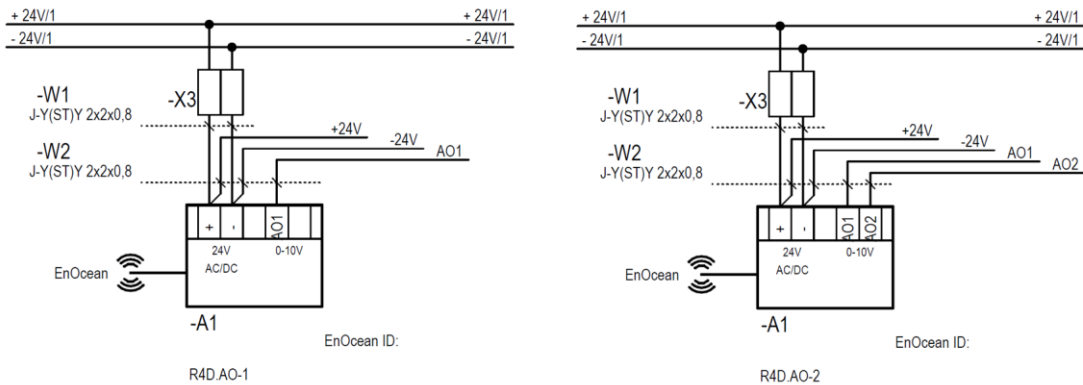 + 24V/1 + 24V/1
- 24V/1 - 24V/1
-W1
J-Y(ST)Y 2x2x0,8
-X3
+24V
-W2
J-Y(ST)Y 2x2x0,8
-24V
AO1
+ - AO1
24V 0-10V
AC/DC
EnOcean
-A1
EnOcean ID:
R4D.AO-1
+ 24V/1 + 24V/1
- 24V/1 - 24V/1
-W1
J-Y(ST)Y 2x2x0,8
-X3
+24V
-W2
J-Y(ST)Y 2x2x0,8
-24V
AO1
AO2
+ - AO1 AO2
24V 0-10V
AC/DC
EnOcean
-A1
EnOcean ID:
R4D.AO-2